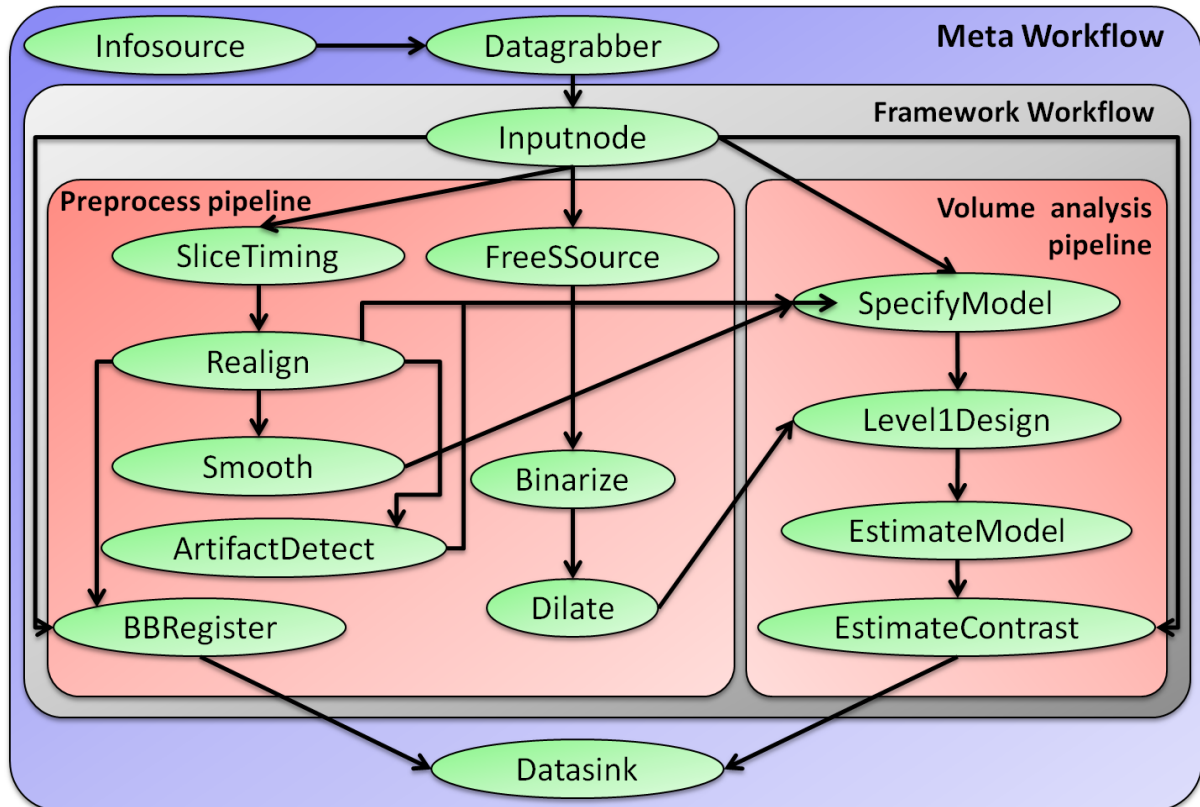 Infosource
Datagrabber
Meta Workflow
Framework Workflow
Inputnode
Preprocess pipeline
Volume analysis
pipeline
SliceTiming
FreeSSource
SpecifyModel
Realign
Level1Design
Smooth
Binarize
EstimateModel
ArtifactDetect
Dilate
BBRegister
EstimateContrast
Datasink